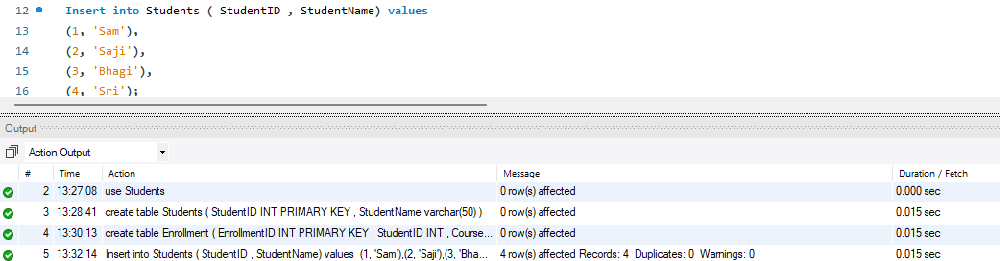 12 Insert into Students ( StudentID , StudentName) values
13 (1, 'Sam'),
14 (2, 'Saji'),
15 (3, 'Bhagi'),
16 (4, 'Sri');
Output
Action Output
# Time Action Message Duration / Fetch
2 13:27:08 use Students 0 row(s) affected 0.000 sec
3 13:28:41 create table Students ( StudentID INT PRIMARY KEY , StudentName varchar(50) ) 0 row(s) affected 0.015 sec
4 13:30:13 create table Enrollment ( EnrollmentID INT PRIMARY KEY , StudentID INT , Course... 0 row(s) affected 0.015 sec
5 13:32:14 Insert into Students ( StudentID , StudentName) values (1, 'Sam'),(2, 'Saji'),(3, 'Bha... 4 row(s) affected Records: 4 Duplicates: 0 Warnings: 0 0.015 sec